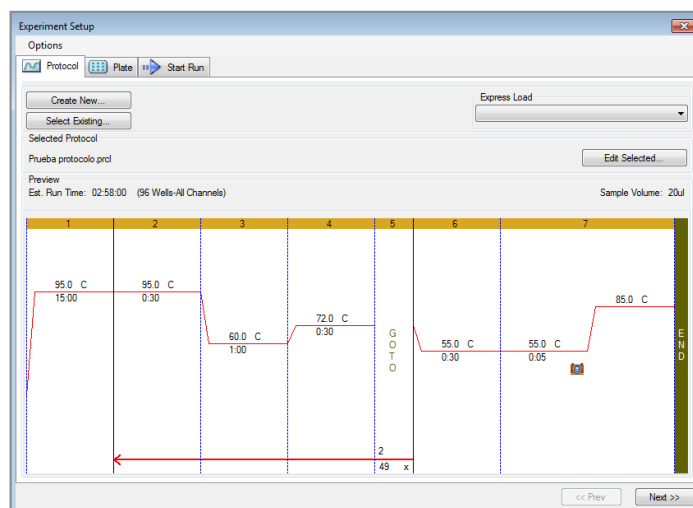 Experiment Setup
Options
Protocol Plate Start Run
Create New...
Express Load
Select Existing...
Selected Protocol
Prueba protocolo.prcl
Edit Selected...
Preview
Est. Run Time: 02:58:00 (96 Wells-All Channels) Sample Volume: 20ul
1 2 3 4 5 6 7
95.0 C 95.0 C 85.0 C
15:00 0:30
72.0 C
0:30
60.0 C
1:00
55.0 C 55.0 C
0:30 0:05
GOTO
END
2
49 x
<< Prev Next >>